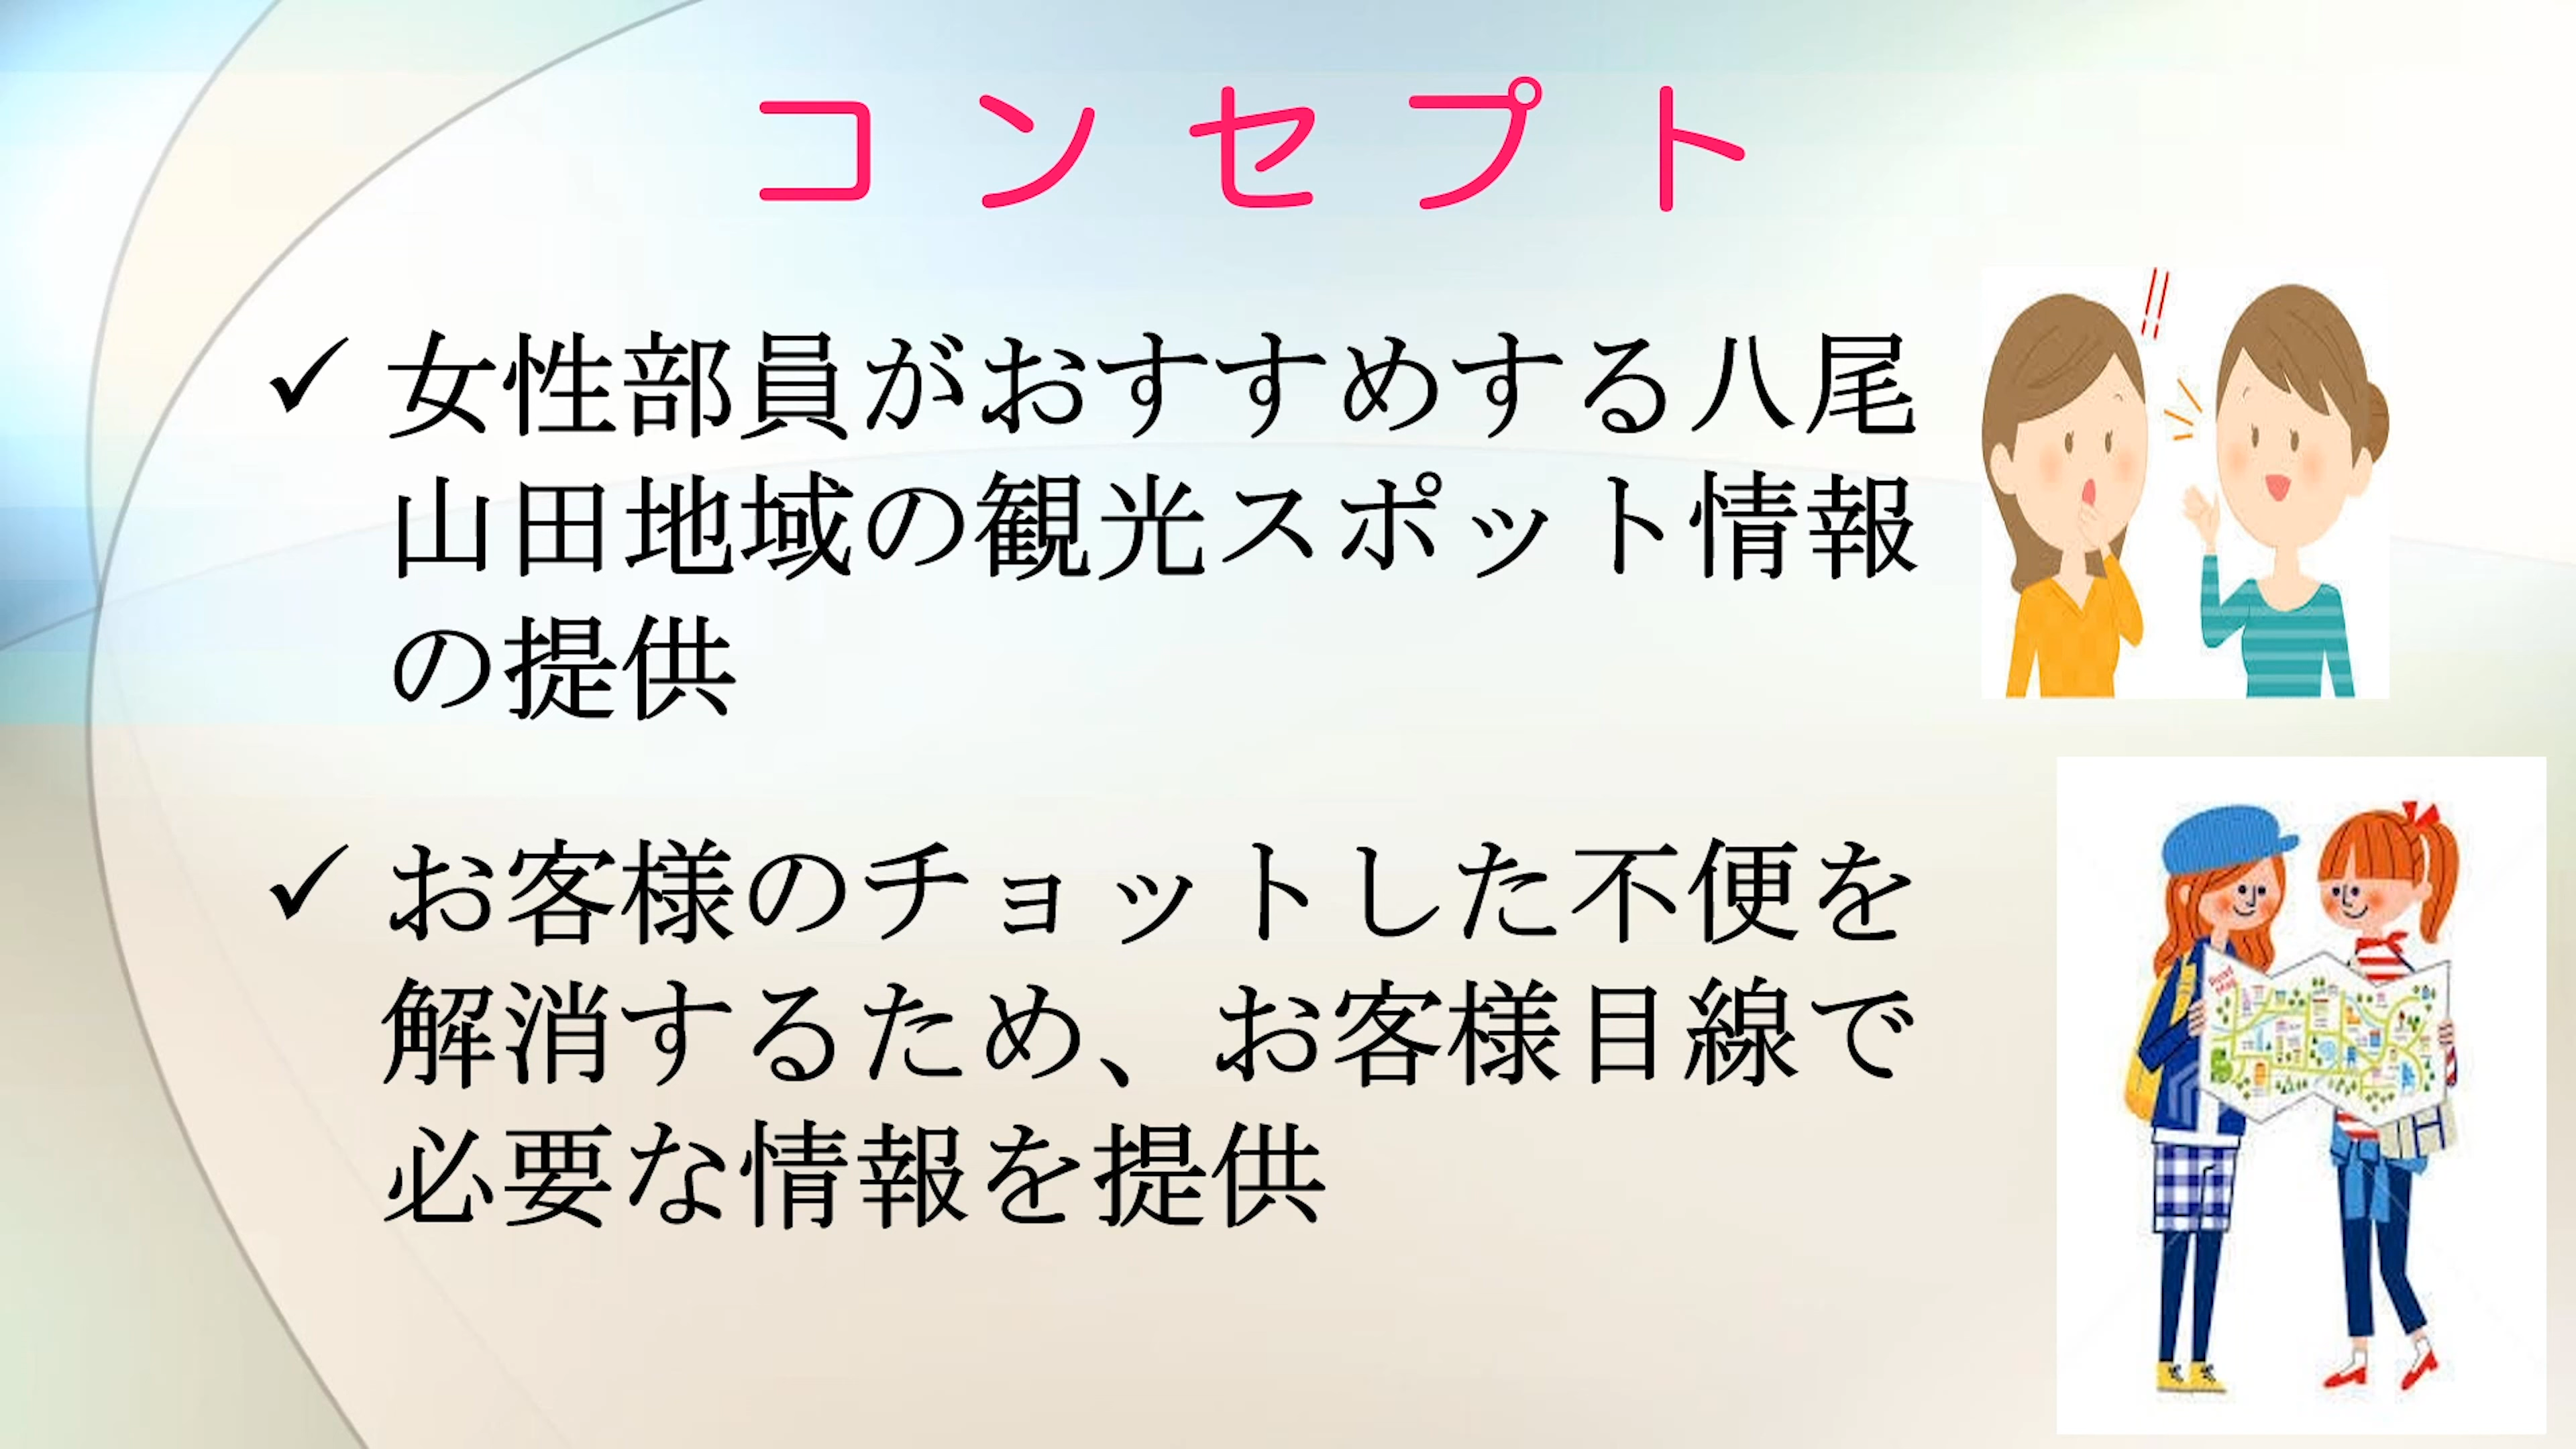 コンセプト
✓ 女性部員がおすすめする八尾
山田地域の観光スポット情報
の提供
✓ お客様のチョットした不便を
解消するため、お客様目線で
必要な情報を提供